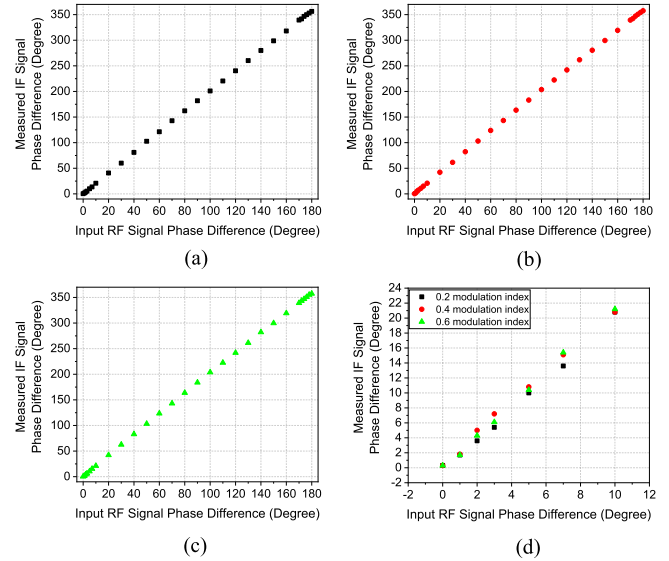 350
300
250
200
150
100
50
0
Measured IF Signal
Phase Difference (Degree)
0 20 40 60 80 100 120 140 160 180
Input RF Signal Phase Difference (Degree)
(a)
350
300
250
200
150
100
50
0
Measured IF Signal
Phase Difference (Degree)
0 20 40 60 80 100 120 140 160 180
Input RF Signal Phase Difference (Degree)
(b)
350
300
250
200
150
100
50
0
Measured IF Signal
Phase Difference (Degree)
0 20 40 60 80 100 120 140 160 180
Input RF Signal Phase Difference (Degree)
(c)
24
22
20
18
16
14
12
10
8
6
4
2
0
-2
Measured IF Signal
Phase Difference (Degree)
0.2 modulation index
0.4 modulation index
0.6 modulation index
-2 0 2 4 6 8 10 12
Input RF Signal Phase Difference (Degree)
(d)